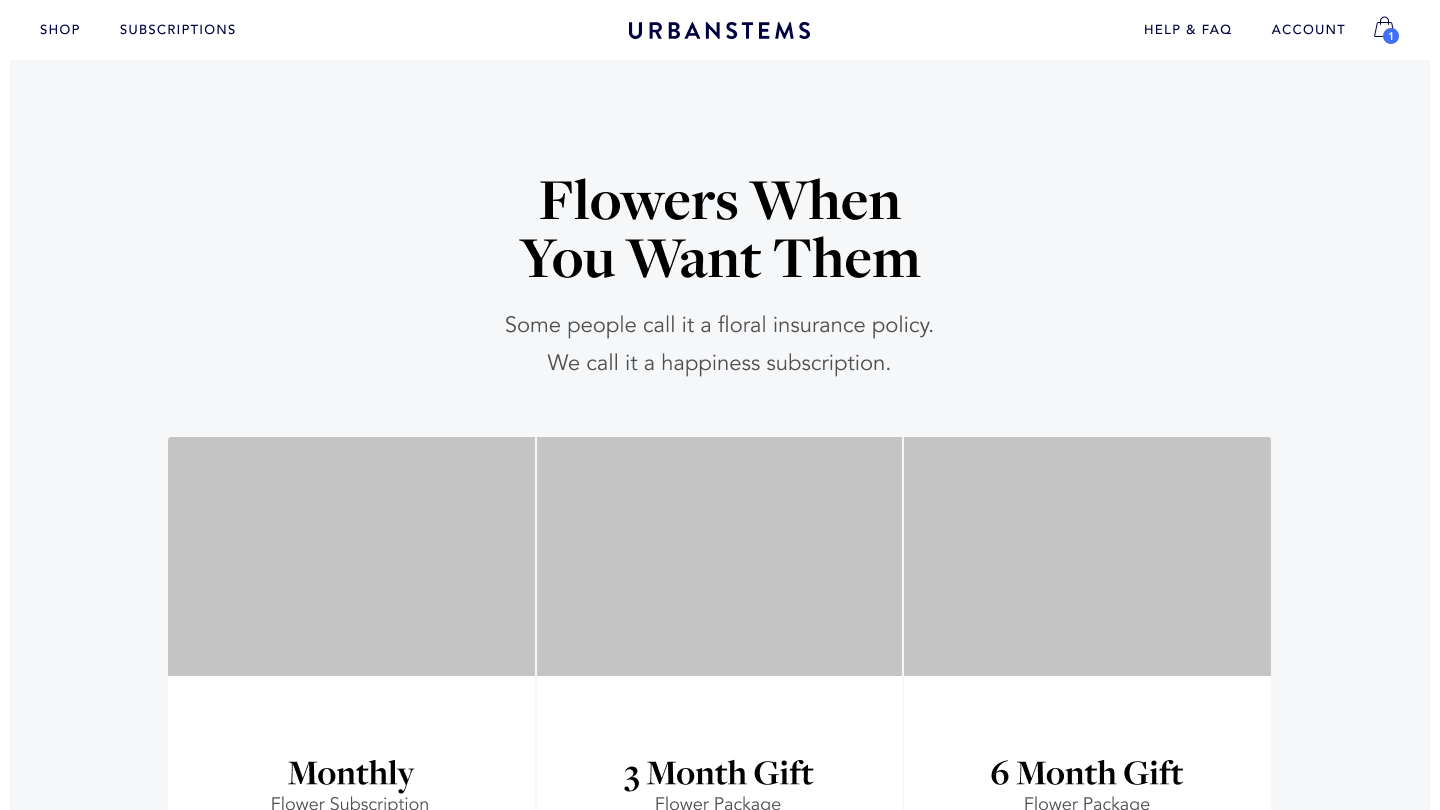 SHOP SUBSCRIPTIONS URBANSTEMS HELP & FAQ ACCOUNT 1
Flowers When
You Want Them
Some people call it a floral insurance policy.
We call it a happiness subscription.
Monthly 3 Month Gift 6 Month Gift
Flower Subscription Flower Package Flower Package